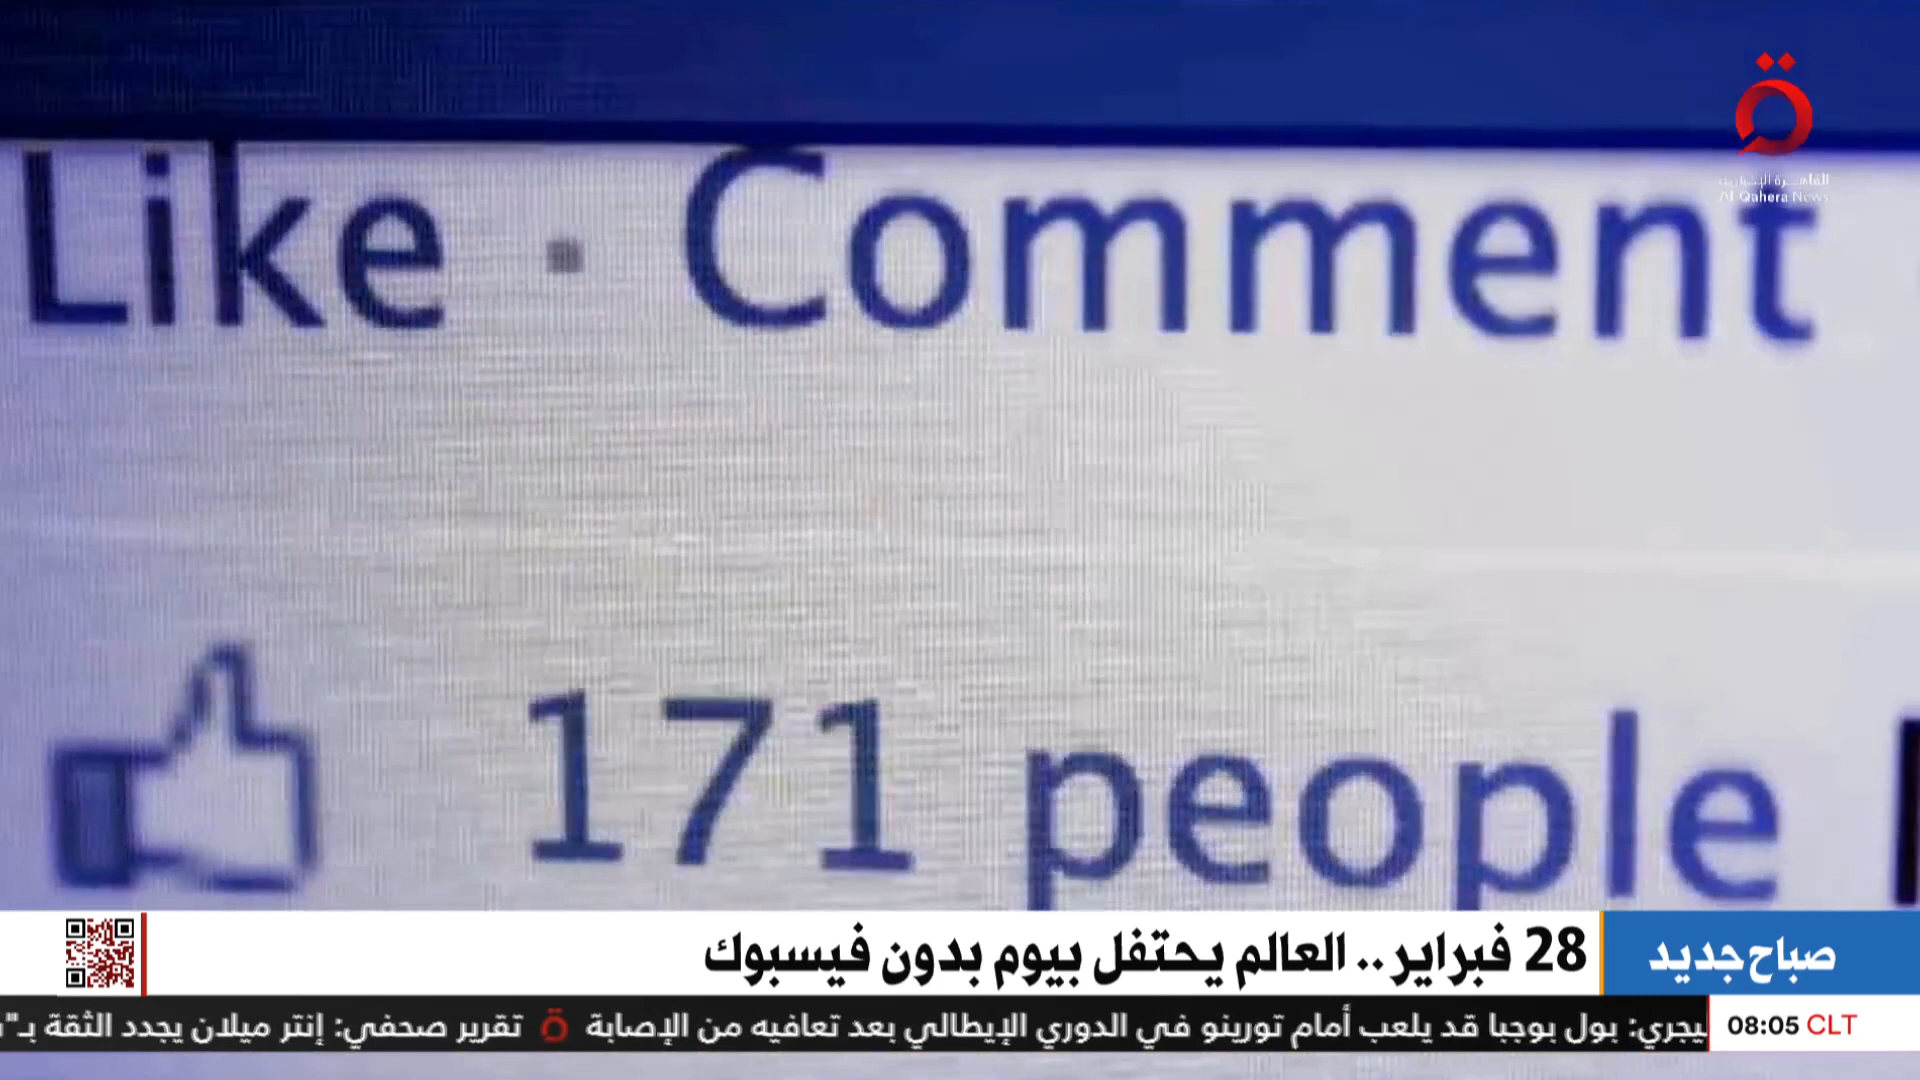 القاهرة الإخبارية
Al Qahera News
Like · Comment
171 people
صباح جديد
28 فبراير .. العالم يحتفل بيوم بدون فيسبوك
08:05 CLT
بول بوجبا قد يلعب أمام تورينو في الدوري الإيطالي بعد تعافيه من الإصابة تقرير صحفي: إنتر ميلان يجدد الثقة